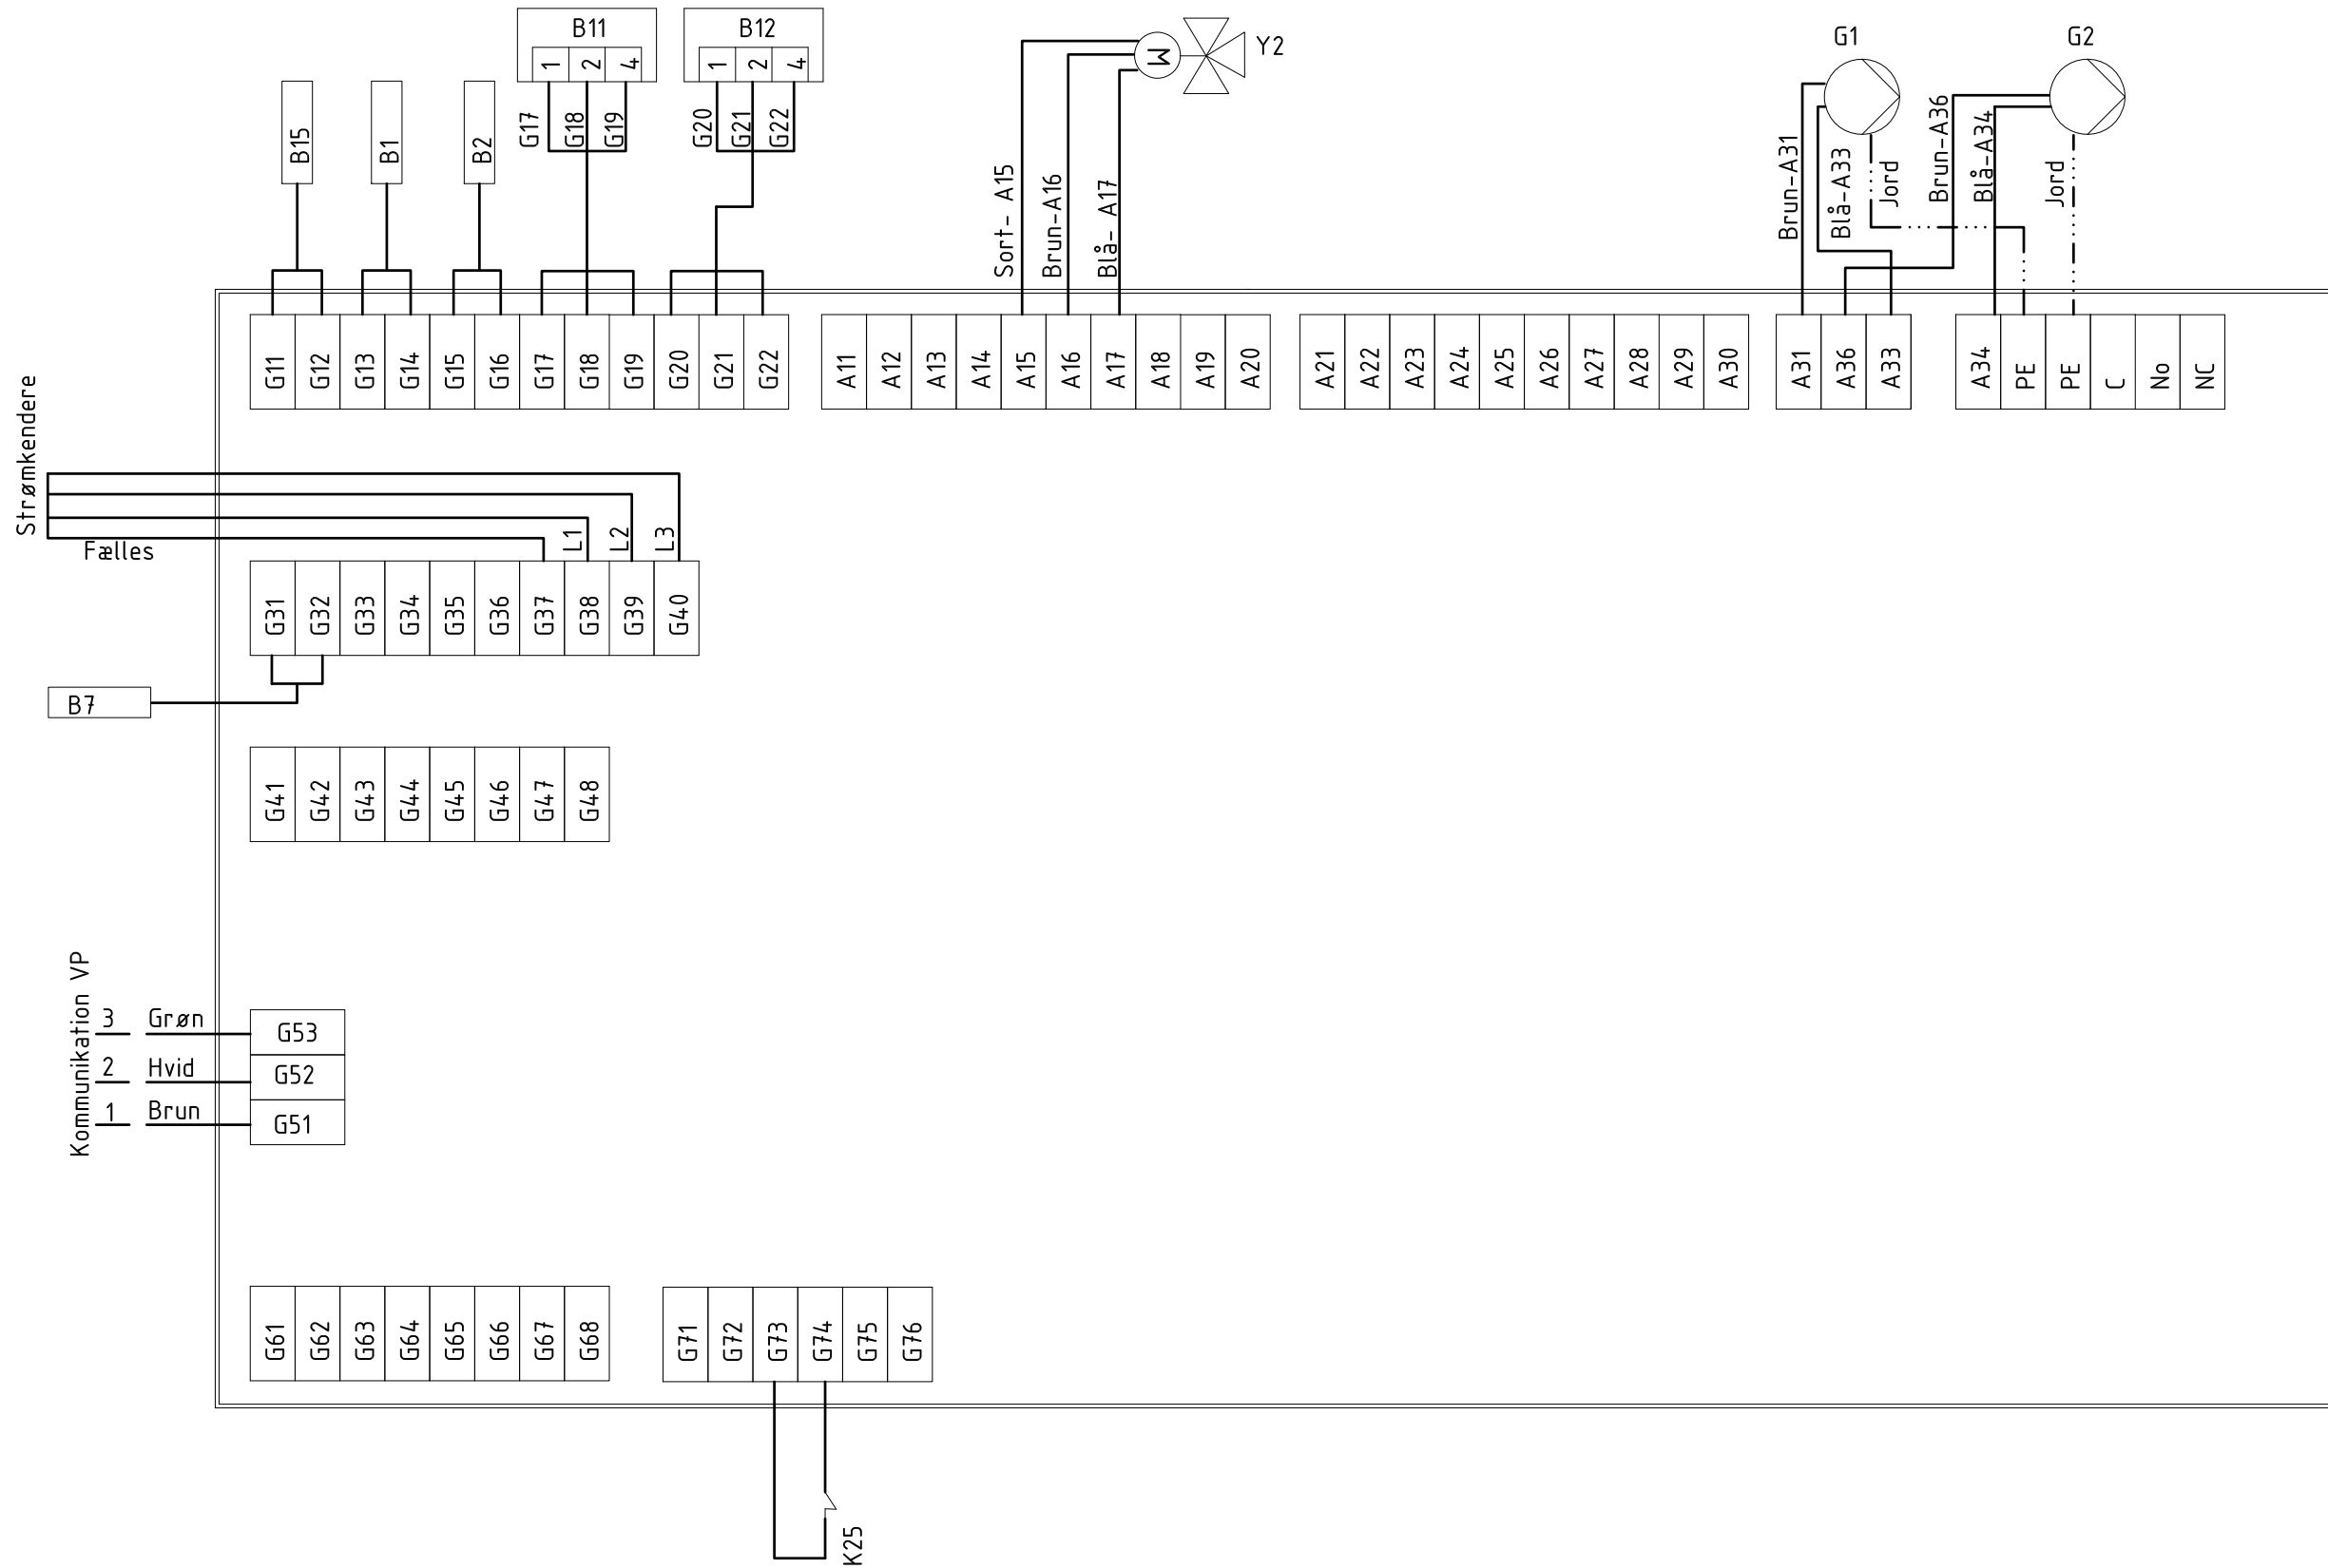 B11
1 2 4
B12
1 2 4
Y2
M
G1
G2
B15
B1
B2
G17
G18
G19
G20
G21
G22
Sort- A15
Brun-A16
Blå- A17
Brun-A31
Blå-A33
Jord
Brun-A36
Blå-A34
Jord
G11 G12 G13 G14 G15 G16 G17 G18 G19 G20 G21 G22
A11 A12 A13 A14 A15 A16 A17 A18 A19 A20
A21 A22 A23 A24 A25 A26 A27 A28 A29 A30
A31 A36 A33
A34 PE PE C No NC
Strømkendere
Fælles
L1
L2
L3
G31 G32 G33 G34 G35 G36 G37 G38 G39 G40
B7
G41 G42 G43 G44 G45 G46 G47 G48
Kommunikation VP
3 Grøn G53
2 Hvid G52
1 Brun G51
G61 G62 G63 G64 G65 G66 G67 G68
G71 G72 G73 G74 G75 G76
K25